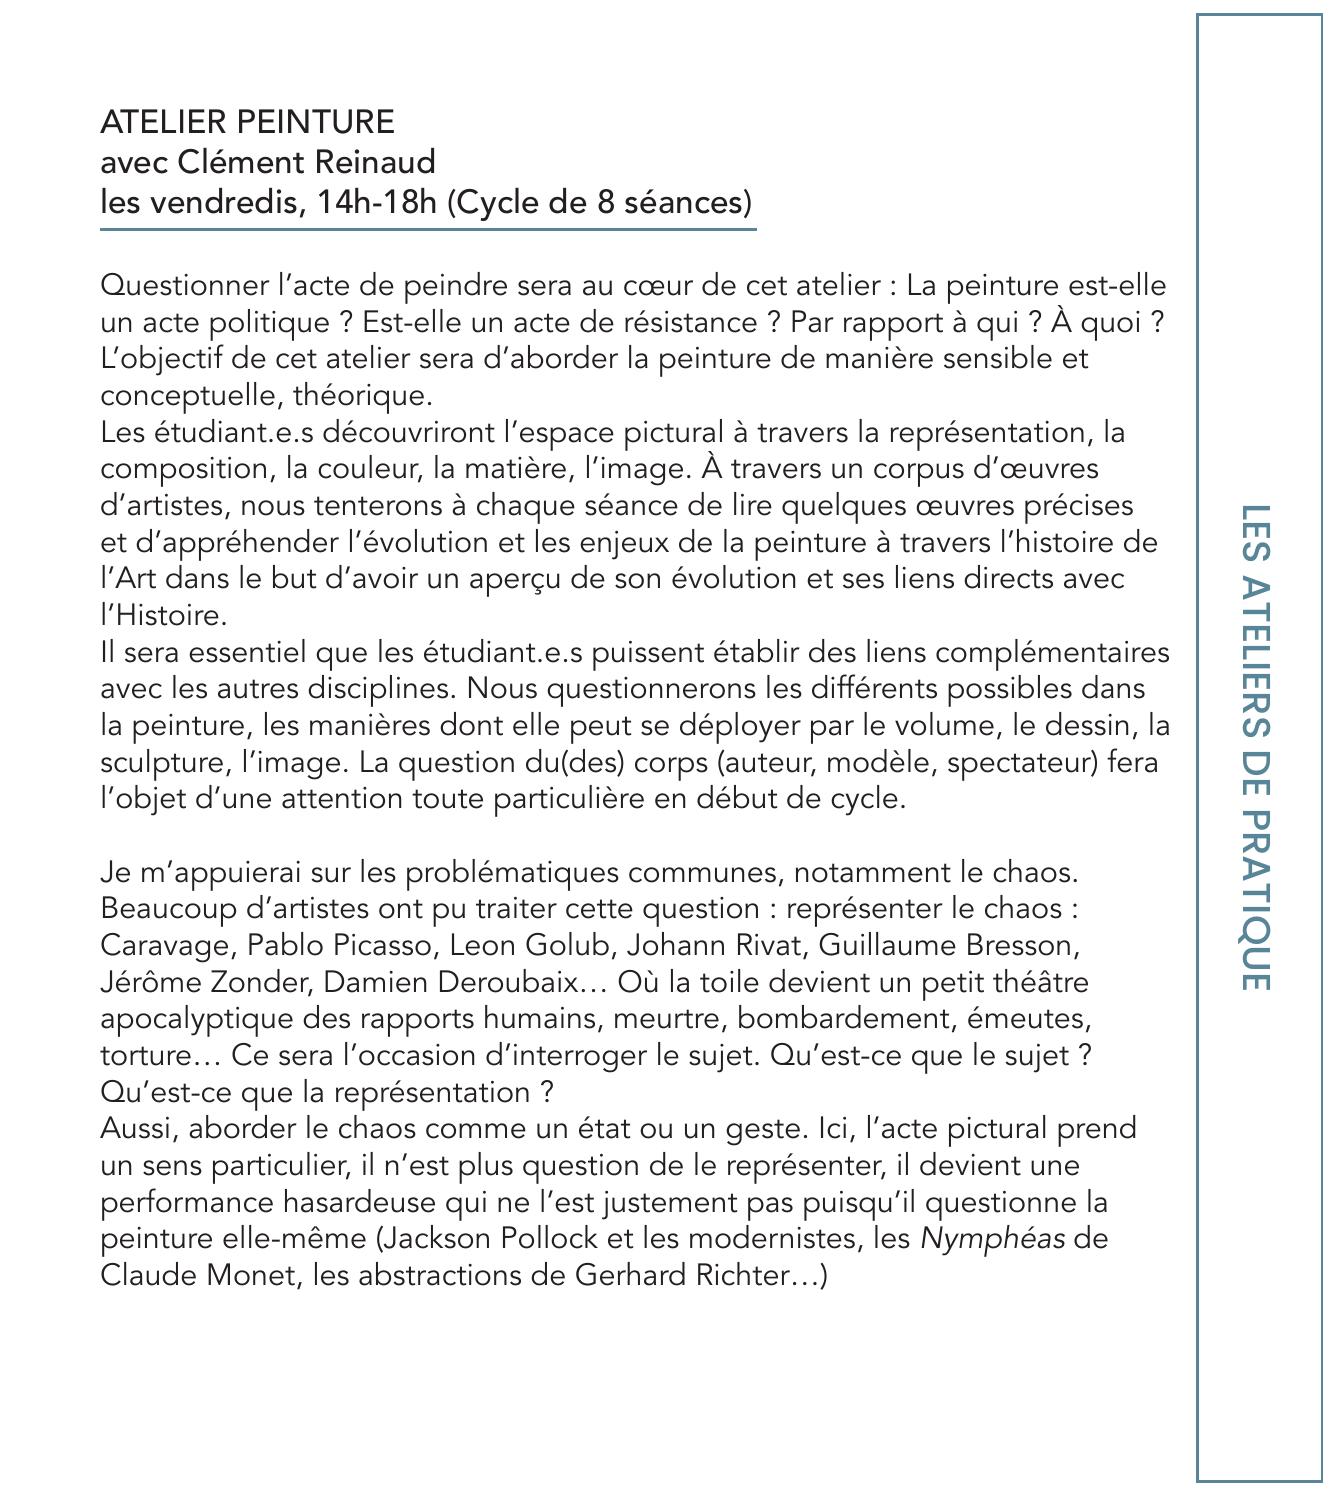 ATELIER PEINTURE
avec Clément Reinaud
les vendredis, 14h-18h (Cycle de 8 séances)
Questionner l’acte de peindre sera au cœur de cet atelier : La peinture est-elle
un acte politique ? Est-elle un acte de résistance ? Par rapport à qui ? À quoi ?
L’objectif de cet atelier sera d’aborder la peinture de manière sensible et
conceptuelle, théorique.
Les étudiant.e.s découvriront l’espace pictural à travers la représentation, la
composition, la couleur, la matière, l’image. À travers un corpus d’œuvres
d’artistes, nous tenterons à chaque séance de lire quelques œuvres précises
et d’appréhender l’évolution et les enjeux de la peinture à travers l’histoire de
l’Art dans le but d’avoir un aperçu de son évolution et ses liens directs avec
l’Histoire.
Il sera essentiel que les étudiant.e.s puissent établir des liens complémentaires
avec les autres disciplines. Nous questionnerons les différents possibles dans
la peinture, les manières dont elle peut se déployer par le volume, le dessin, la
sculpture, l’image. La question du(des) corps (auteur, modèle, spectateur) fera
l’objet d’une attention toute particulière en début de cycle.
Je m’appuierai sur les problématiques communes, notamment le chaos.
Beaucoup d’artistes ont pu traiter cette question : représenter le chaos :
Caravage, Pablo Picasso, Leon Golub, Johann Rivat, Guillaume Bresson,
Jérôme Zonder, Damien Deroubaix… Où la toile devient un petit théâtre
apocalyptique des rapports humains, meurtre, bombardement, émeutes,
torture… Ce sera l’occasion d’interroger le sujet. Qu’est-ce que le sujet ?
Qu’est-ce que la représentation ?
Aussi, aborder le chaos comme un état ou un geste. Ici, l’acte pictural prend
un sens particulier, il n’est plus question de le représenter, il devient une
performance hasardeuse qui ne l’est justement pas puisqu’il questionne la
peinture elle-même (Jackson Pollock et les modernistes, les Nymphéas de
Claude Monet, les abstractions de Gerhard Richter…)
LES ATELIERS DE PRATIQUE